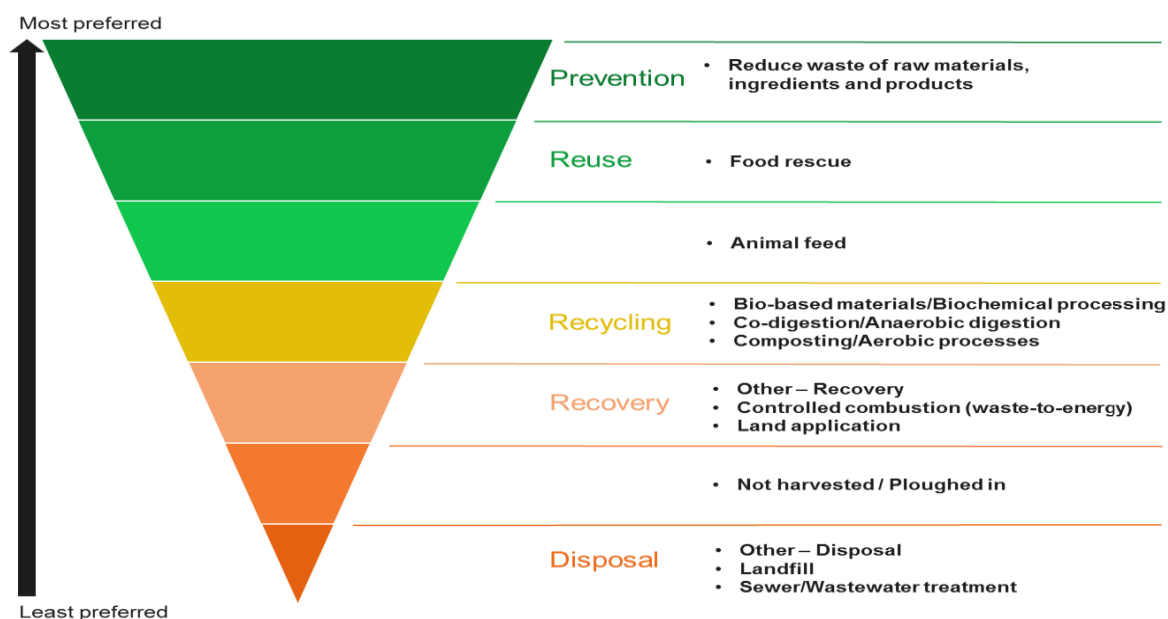 Most preferred
Prevention
• Reduce waste of raw materials,
ingredients and products
Reuse
• Food rescue
• Animal feed
Recycling
• Bio-based materials/Biochemical processing
• Co-digestion/Anaerobic digestion
• Composting/Aerobic processes
Recovery
• Other – Recovery
• Controlled combustion (waste-to-energy)
• Land application
• Not harvested / Ploughed in
Disposal
• Other – Disposal
• Landfill
• Sewer/Wastewater treatment
Least preferred